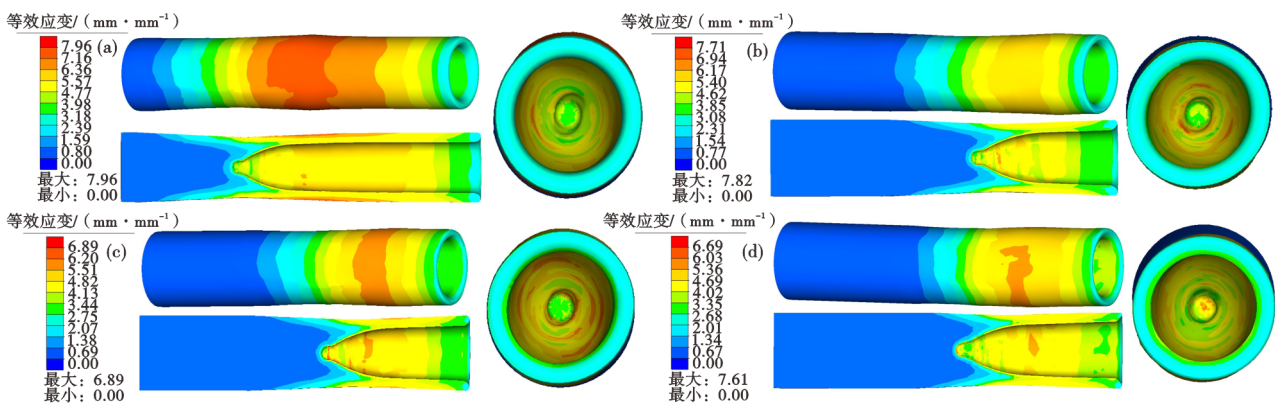 等效应变/（mm·mm⁻¹）
(a)
7.96
7.16
6.36
5.57
4.77
3.98
3.18
2.39
1.59
0.80
0.00
最大：7.96
最小：0.00
等效应变/（mm·mm⁻¹）
(b)
7.71
6.94
6.17
5.40
4.62
3.85
3.08
2.31
1.54
0.77
0.00
最大：7.82
最小：0.00
等效应变/（mm·mm⁻¹）
(c)
6.89
6.20
5.51
4.82
4.13
3.44
2.75
2.07
1.38
0.69
0.00
最大：6.89
最小：0.00
等效应变/（mm·mm⁻¹）
(d)
6.69
6.03
5.36
4.69
4.02
3.35
2.68
2.01
1.34
0.67
0.00
最大：7.61
最小：0.00